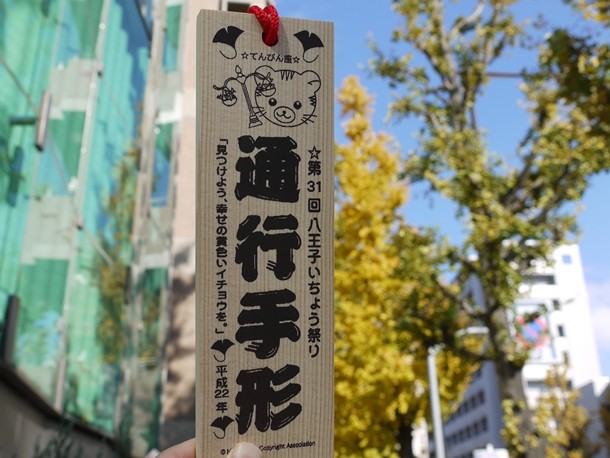 ☆てんびん座☆
☆第31回八王子いちょう祭り
通行手形
「見つけよう、幸せの黄色いイチョウを。」
平成22年
Copyright Association